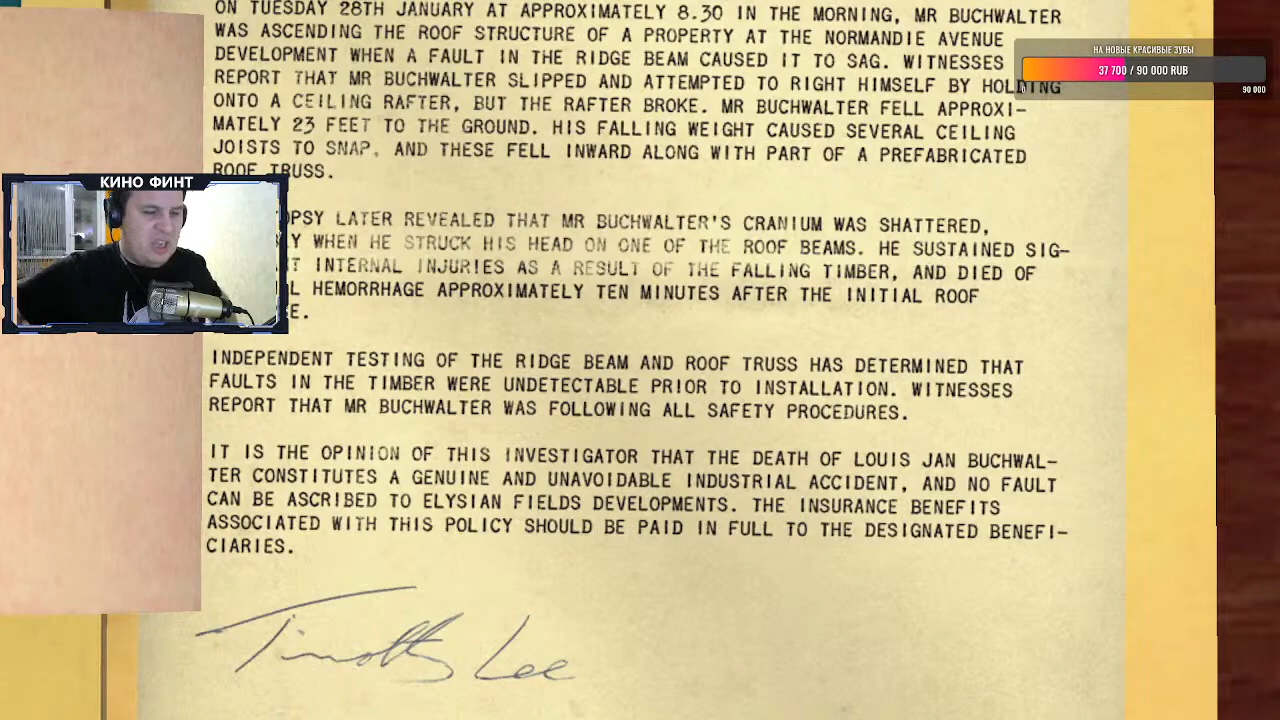 ON TUESDAY 28TH JANUARY AT APPROXIMATELY 8.30 IN THE MORNING, MR BUCHWALTER
WAS ASCENDING THE ROOF STRUCTURE OF A PROPERTY AT THE NORMANDIE AVENUE
DEVELOPMENT WHEN A FAULT IN THE RIDGE BEAM CAUSED IT TO SAG. WITNESSES
REPORT THAT MR BUCHWALTER SLIPPED AND ATTEMPTED TO RIGHT HIMSELF BY HOLDING
ONTO A CEILING RAFTER, BUT THE RAFTER BROKE. MR BUCHWALTER FELL APPROXI-
MATELY 23 FEET TO THE GROUND. HIS FALLING WEIGHT CAUSED SEVERAL CEILING
JOISTS TO SNAP, AND THESE FELL INWARD ALONG WITH PART OF A PREFABRICATED
ROOF TRUSS.
НА НОВЫЕ КРАСИВЫЕ ЗУБЫ
37 700 / 90 000 RUB
0
90 000
КИНО ФИНТ
OPSY LATER REVEALED THAT MR BUCHWALTER'S CRANIUM WAS SHATTERED,
LY WHEN HE STRUCK HIS HEAD ON ONE OF THE ROOF BEAMS. HE SUSTAINED SIG-
T INTERNAL INJURIES AS A RESULT OF THE FALLING TIMBER, AND DIED OF
L HEMORRHAGE APPROXIMATELY TEN MINUTES AFTER THE INITIAL ROOF
E.
INDEPENDENT TESTING OF THE RIDGE BEAM AND ROOF TRUSS HAS DETERMINED THAT
FAULTS IN THE TIMBER WERE UNDETECTABLE PRIOR TO INSTALLATION. WITNESSES
REPORT THAT MR BUCHWALTER WAS FOLLOWING ALL SAFETY PROCEDURES.
IT IS THE OPINION OF THIS INVESTIGATOR THAT THE DEATH OF LOUIS JAN BUCHWAL-
TER CONSTITUTES A GENUINE AND UNAVOIDABLE INDUSTRIAL ACCIDENT, AND NO FAULT
CAN BE ASCRIBED TO ELYSIAN FIELDS DEVELOPMENTS. THE INSURANCE BENEFITS
ASSOCIATED WITH THIS POLICY SHOULD BE PAID IN FULL TO THE DESIGNATED BENEFI-
CIARIES.
Timothy Lee